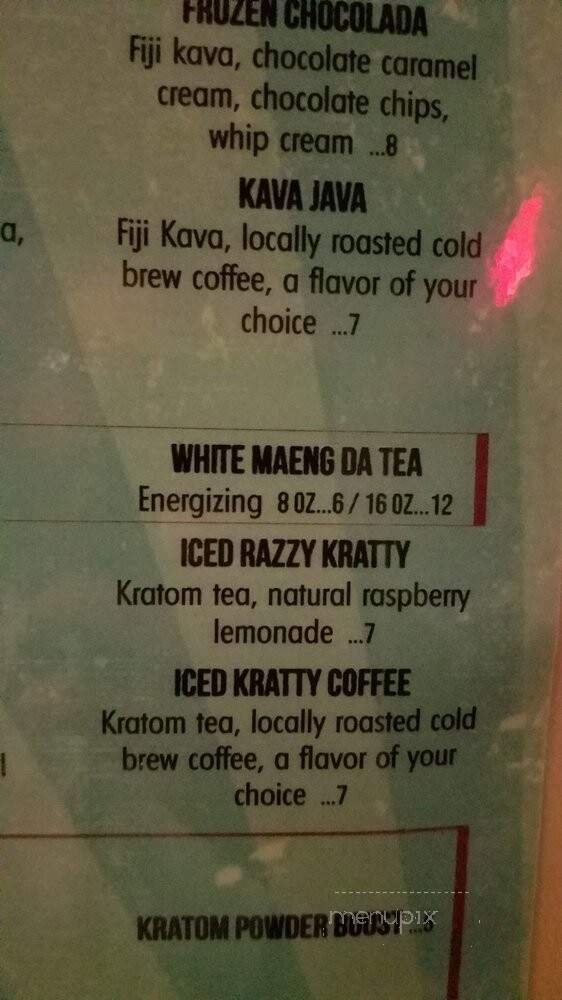 FROZEN CHOCOLADA
Fiji kava, chocolate caramel
cream, chocolate chips,
whip cream ...8
KAVA JAVA
a,
Fiji Kava, locally roasted cold
brew coffee, a flavor of your
choice ...7
WHITE MAENG DA TEA
Energizing 8 OZ...6 / 16 OZ...12
ICED RAZZY KRATTY
Kratom tea, natural raspberry
lemonade ...7
ICED KRATTY COFFEE
Kratom tea, locally roasted cold
brew coffee, a flavor of your
choice ...7
menupix
KRATOM POWDER BOOST